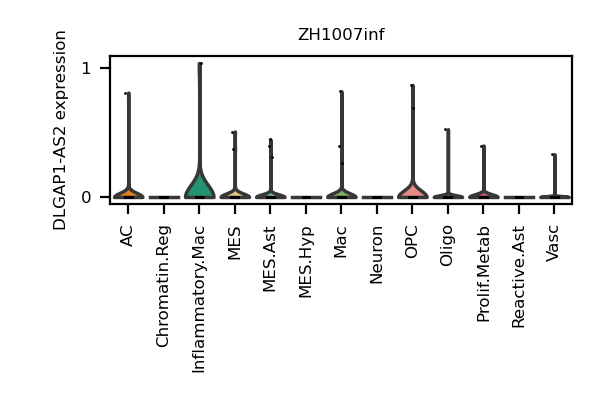 ZH1007inf
DLGAP1-AS2 expression
1
0
AC
Chromatin.Reg
Inflammatory.Mac
MES
MES.Ast
MES.Hyp
Mac
Neuron
OPC
Oligo
Prolif.Metab
Reactive.Ast
Vasc